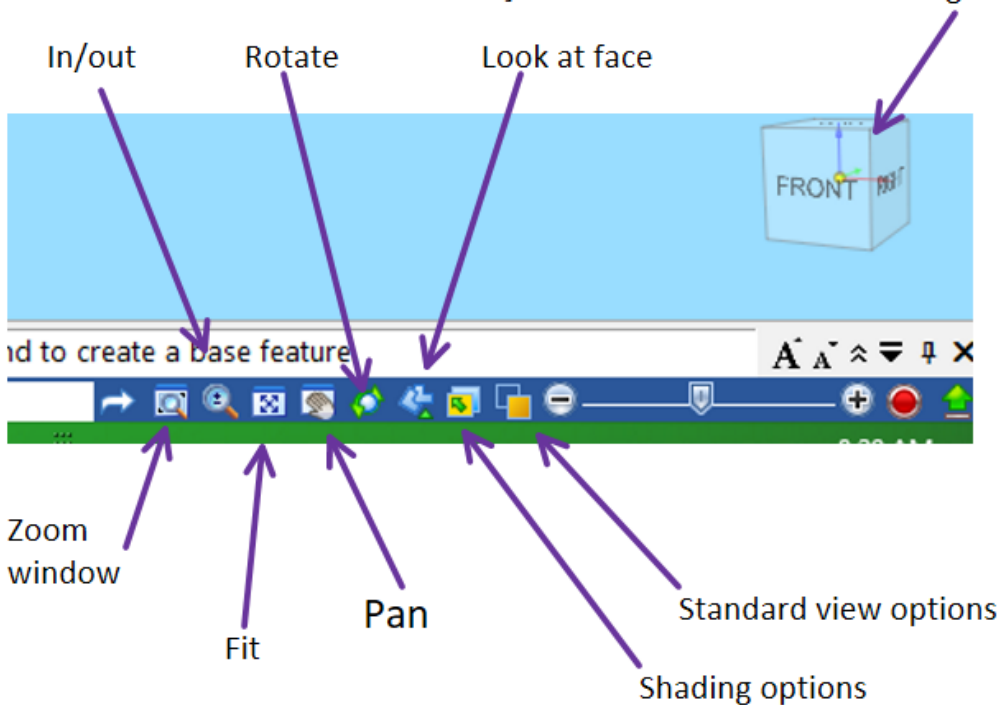 In/out
Rotate
Look at face
FRONT
RIGHT
nd to create a base feature
A A
Zoom
window
Fit
Pan
Standard view options
Shading options